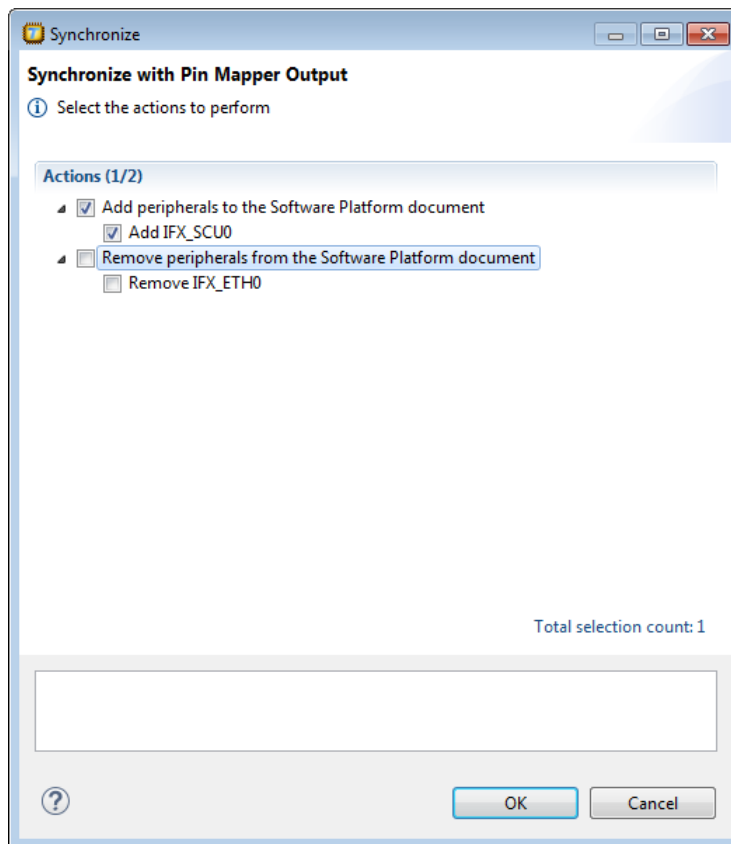 Synchronize
Synchronize with Pin Mapper Output
Select the actions to perform
Actions (1/2)
Add peripherals to the Software Platform document
Add IFX_SCU0
Remove peripherals from the Software Platform document
Remove IFX_ETH0
Total selection count: 1
OK
Cancel